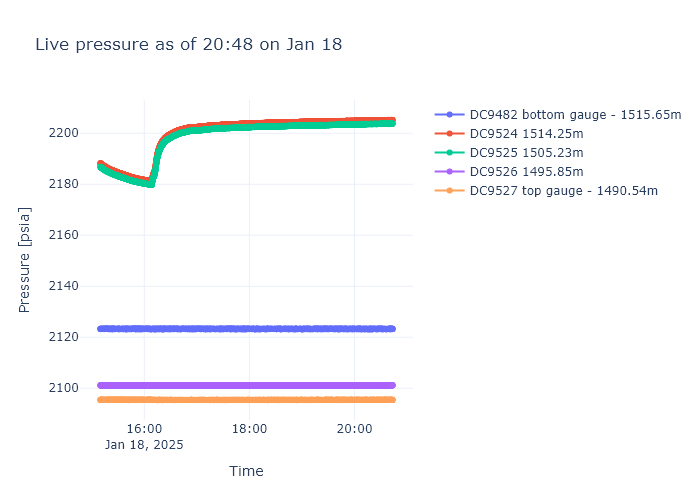 Live pressure as of 20:48 on Jan 18
DC9482 bottom gauge - 1515.65m
DC9524 1514.25m
DC9525 1505.23m
DC9526 1495.85m
DC9527 top gauge - 1490.54m
Pressure [psia]
2200
2180
2160
2140
2120
2100
16:00
18:00
20:00
Jan 18, 2025
Time